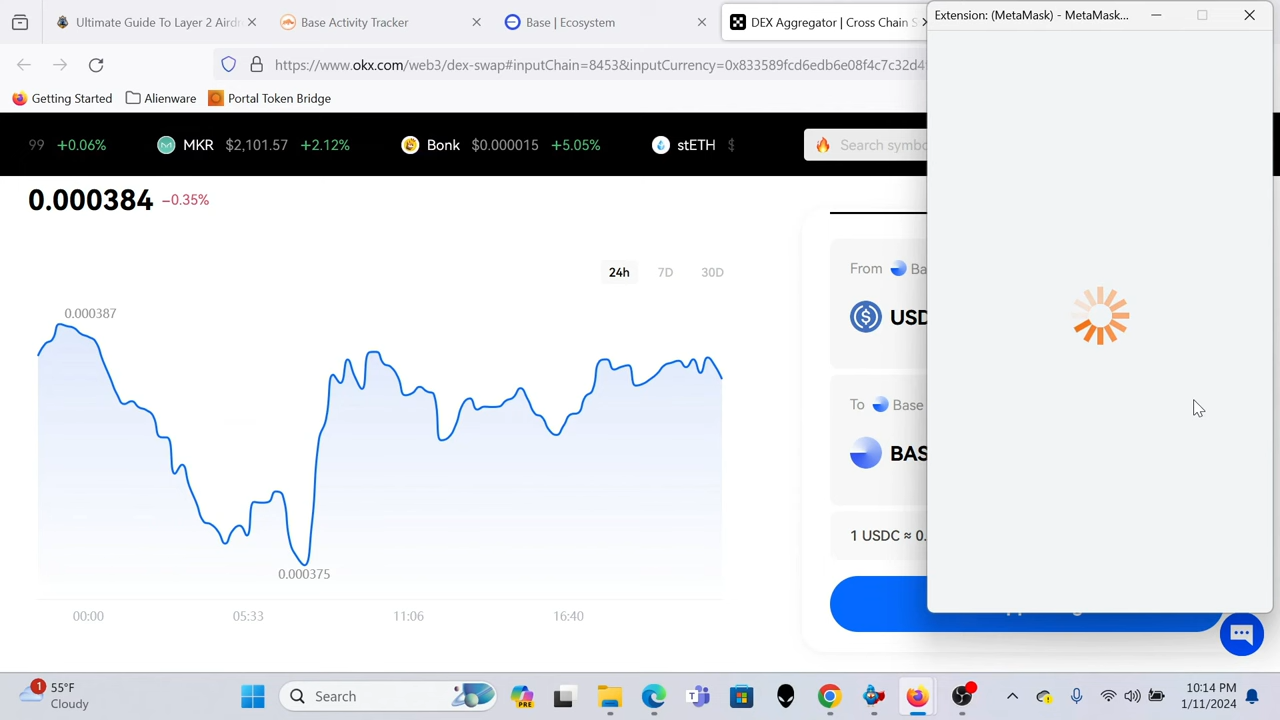 Ultimate Guide To Layer 2 Airdr
Base Activity Tracker
Base | Ecosystem
DEX Aggregator | Cross Chain S
Extension: (MetaMask) - MetaMask...
https://www.okx.com/web3/dex-swap#inputChain=8453&inputCurrency=0x833589fcd6edb6e08f4c7c32d4
Getting Started
Alienware
Portal Token Bridge
99 +0.06%
MKR $2,101.57 +2.12%
Bonk $0.000015 +5.05%
stETH $
Search symbo
0.000384 −0.35%
24h 7D 30D
0.000387
0.000375
00:00 05:33 11:06 16:40
From Ba
USD
To Base
BAS
1 USDC ≈ 0.
1
55°F
Cloudy
Search
PRE
10:14 PM
1/11/2024